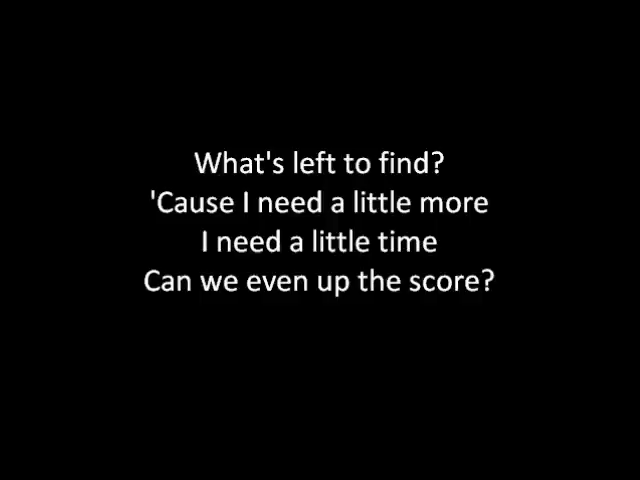 What's left to find?
'Cause I need a little more
I need a little time
Can we even up the score?